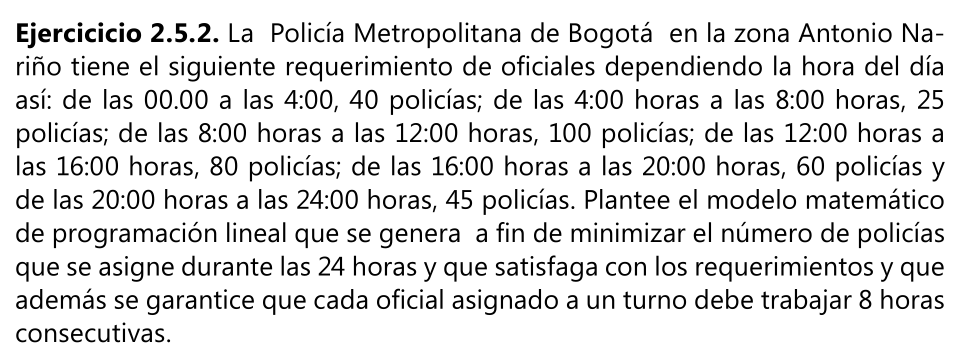 Ejercicicio 2.5.2. La Policía Metropolitana de Bogotá en la zona Antonio Na-
riño tiene el siguiente requerimiento de oficiales dependiendo la hora del día
así: de las 00.00 a las 4:00, 40 policías; de las 4:00 horas a las 8:00 horas, 25
policías; de las 8:00 horas a las 12:00 horas, 100 policías; de las 12:00 horas a
las 16:00 horas, 80 policías; de las 16:00 horas a las 20:00 horas, 60 policías y
de las 20:00 horas a las 24:00 horas, 45 policías. Plantee el modelo matemático
de programación lineal que se genera a fin de minimizar el número de policías
que se asigne durante las 24 horas y que satisfaga con los requerimientos y que
además se garantice que cada oficial asignado a un turno debe trabajar 8 horas
consecutivas.